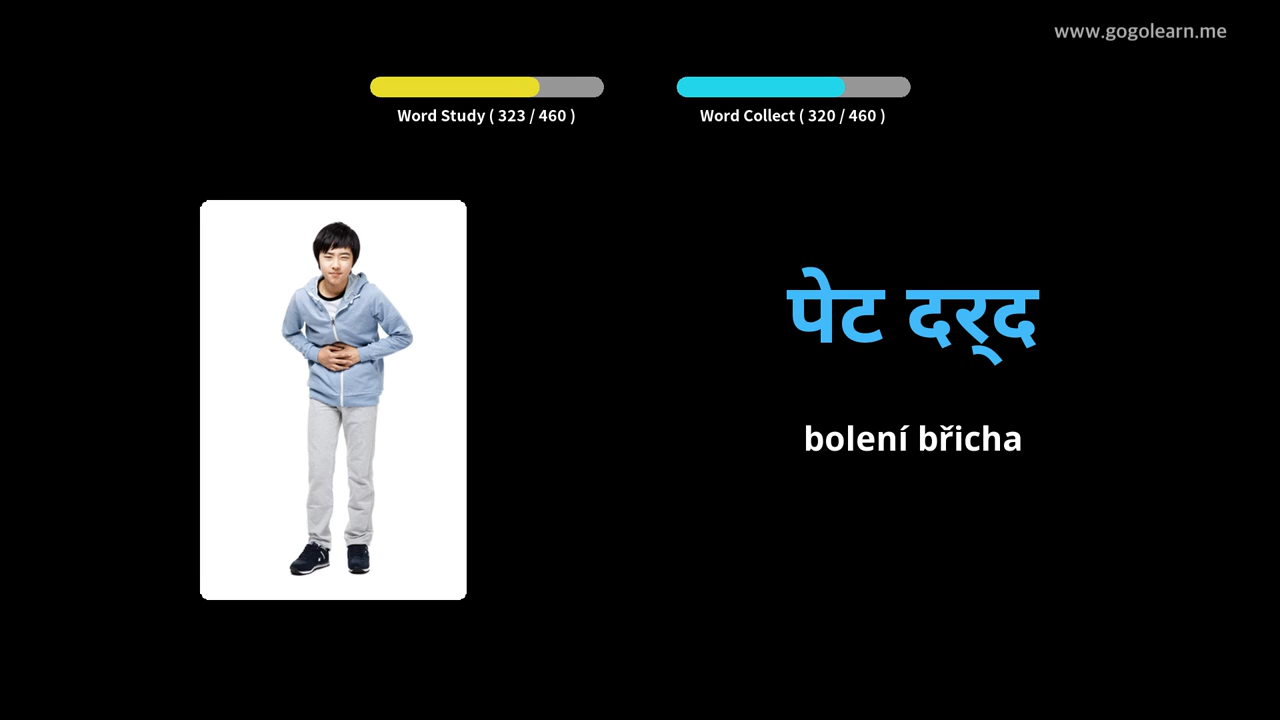 www.gogolearn.me
Word Study ( 323 / 460 )
Word Collect ( 320 / 460 )
पेट दर्‌द
bolení břicha